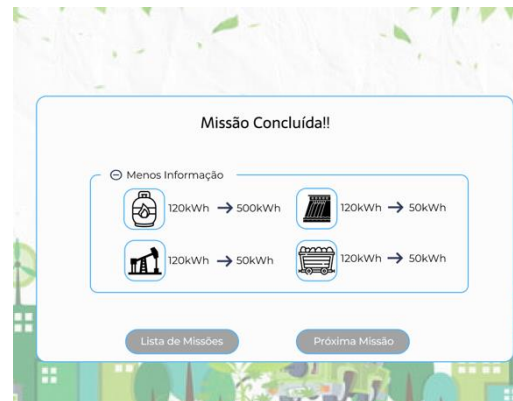 Missão Concluída!!
Menos Informação
120kWh → 500kWh
120kWh → 50kWh
120kWh → 50kWh
120kWh → 50kWh
Lista de Missões
Próxima Missão